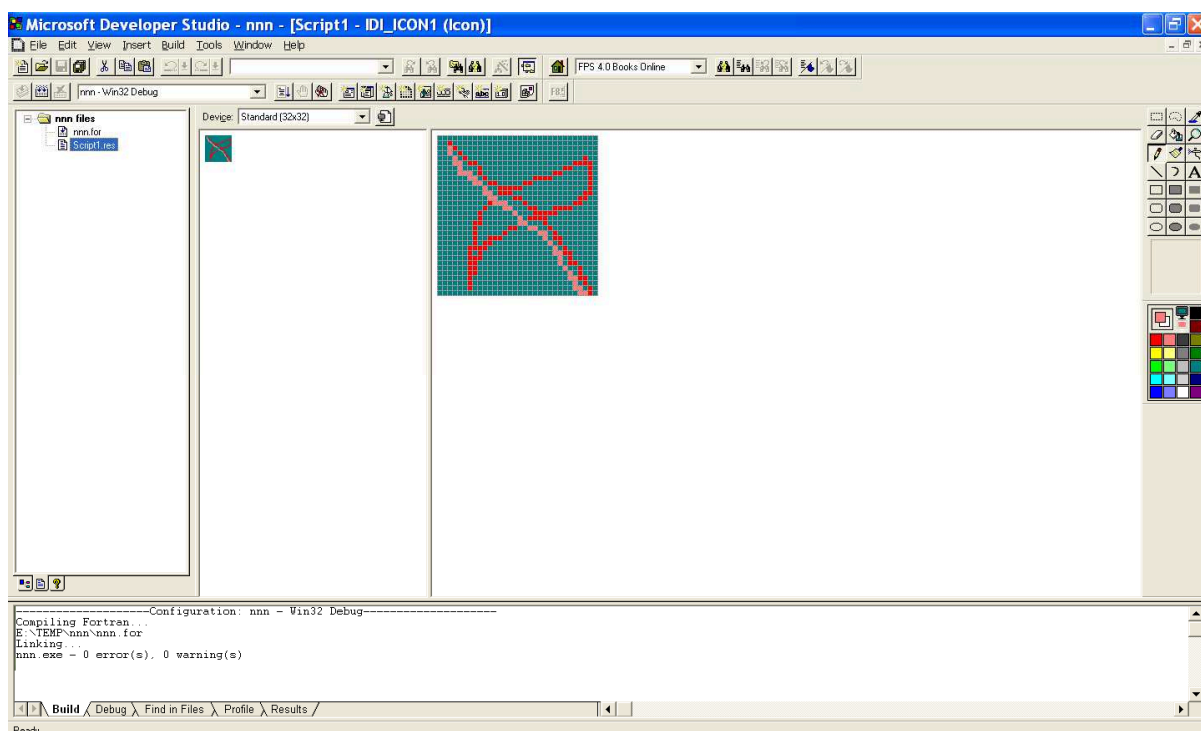 Microsoft Developer Studio - nnn - [Script1 - IDI_ICON1 (Icon)]
File Edit View Insert Build Tools Window Help
FPS 4.0 Books Online
nnn - Win32 Debug
nnn files
nnn.for
Script1.res
Device: Standard (32x32)
A
--------------------Configuration: nnn - Win32 Debug--------------------
Compiling Fortran...
E:\TEMP\nnn\nnn.for
Linking...
nnn.exe - 0 error(s), 0 warning(s)
Build Debug Find in Files Profile Results
Ready